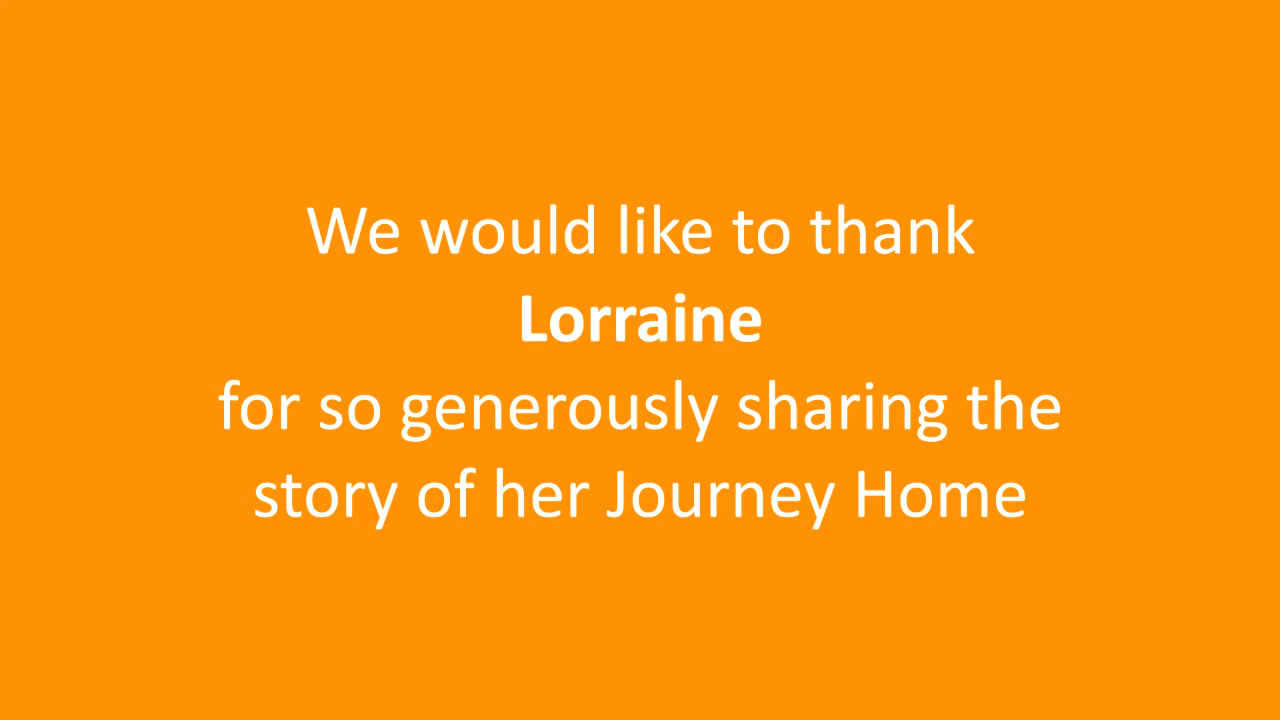 We would like to thank
Lorraine
for so generously sharing the
story of her Journey Home